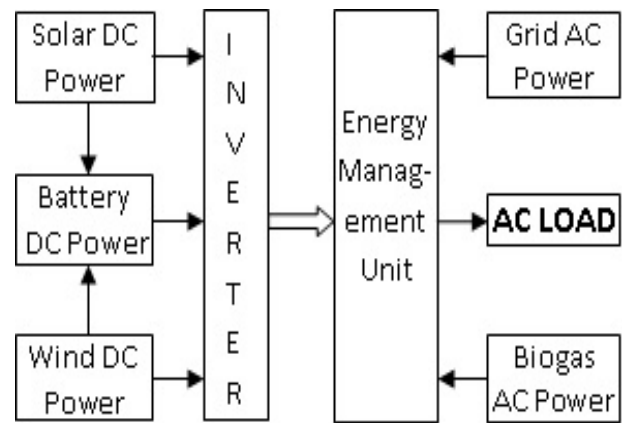 Solar DC
Power
Battery
DC Power
Wind DC
Power
I
N
V
E
R
T
E
R
Energy
Manag-
ement
Unit
Grid AC
Power
AC LOAD
Biogas
AC Power